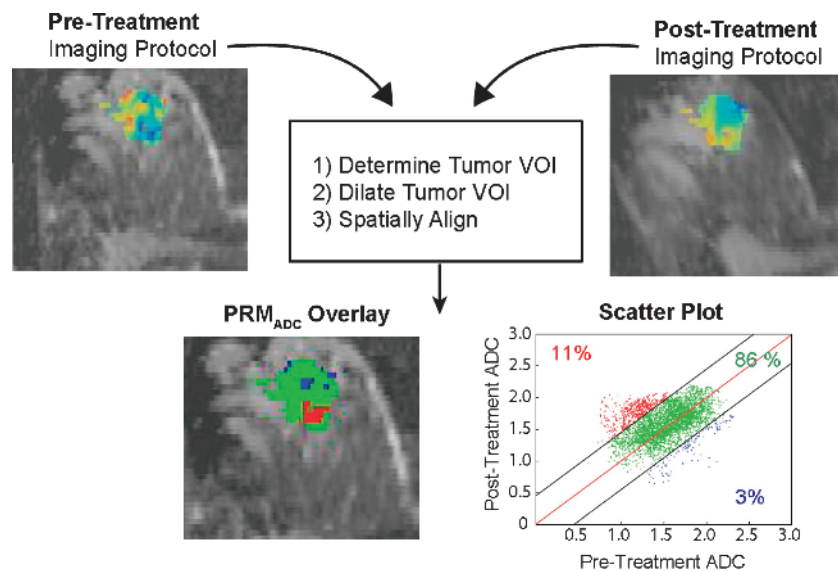 Pre-Treatment
Imaging Protocol
Post-Treatment
Imaging Protocol
1) Determine Tumor VOI
2) Dilate Tumor VOI
3) Spatially Align
PRMADC Overlay
Scatter Plot
Post-Treatment ADC
3.0
2.5
2.0
1.5
1.0
0.5
0
11%
86 %
3%
0.5 1.0 1.5 2.0 2.5 3.0
Pre-Treatment ADC